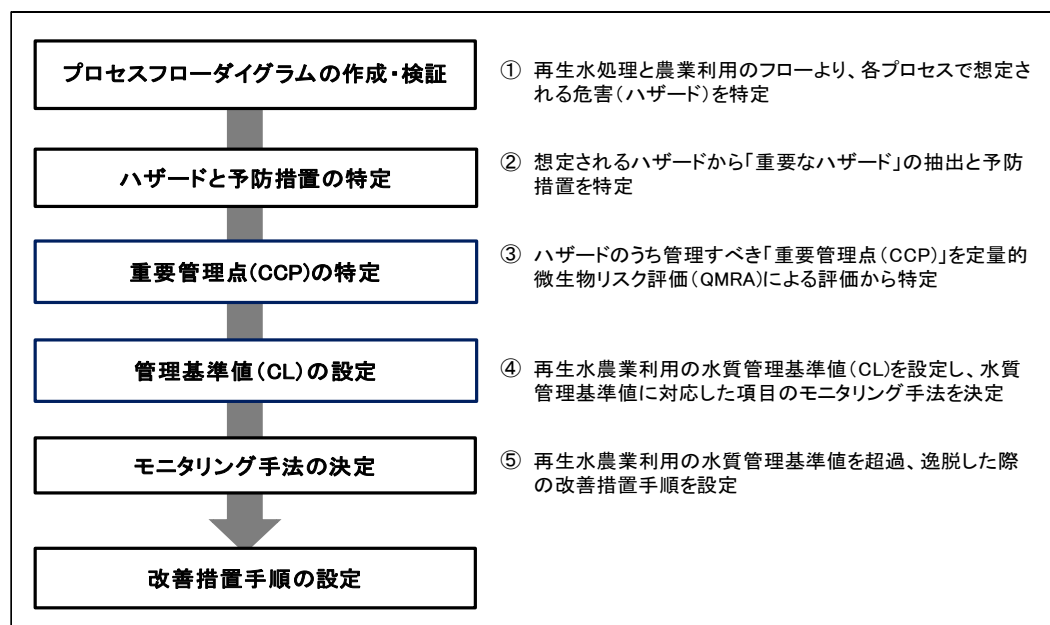 プロセスフローダイグラムの作成・検証
① 再生水処理と農業利用のフローより、各プロセスで想定さ
れる危害（ハザード）を特定
ハザードと予防措置の特定
② 想定されるハザードから「重要なハザード」の抽出と予防
措置を特定
重要管理点（CCP）の特定
③ ハザードのうち管理すべき「重要管理点（CCP）」を定量的
微生物リスク評価（QMRA）による評価から特定
管理基準値（CL）の設定
④ 再生水農業利用の水質管理基準値（CL）を設定し、水質
管理基準値に対応した項目のモニタリング手法を決定
モニタリング手法の決定
⑤ 再生水農業利用の水質管理基準値を超過、逸脱した際
の改善措置手順を設定
改善措置手順の設定